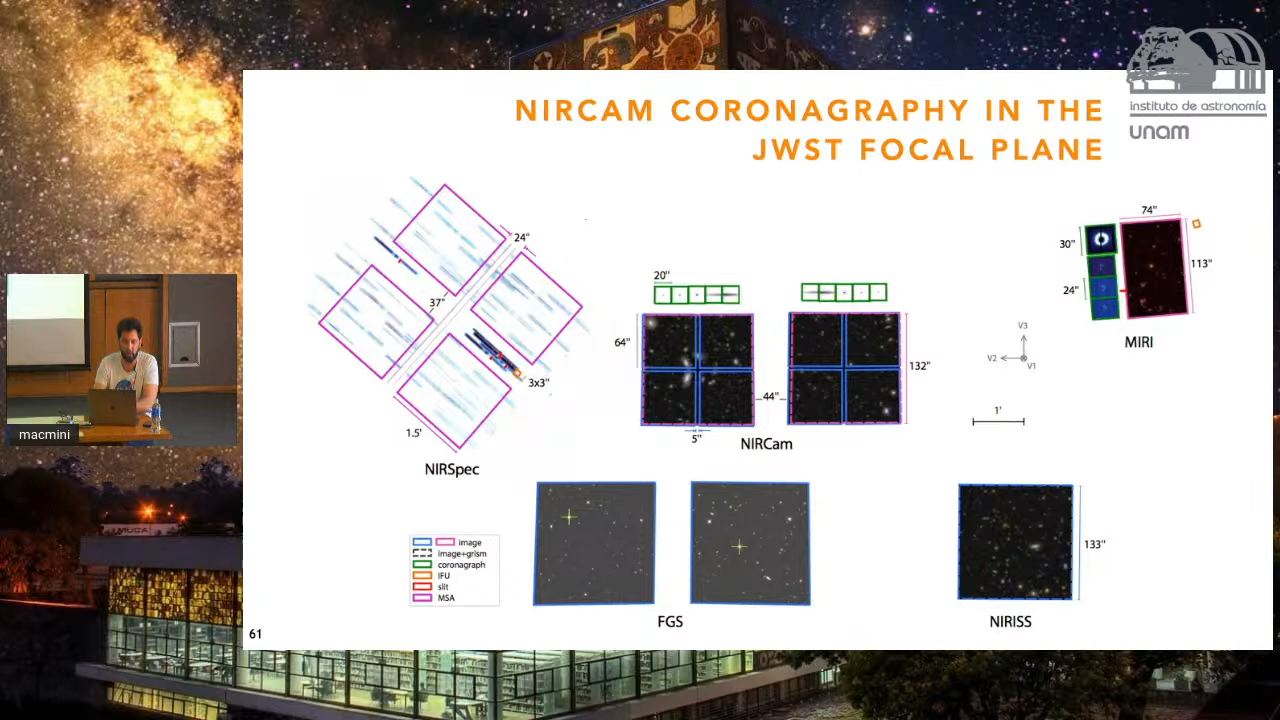 NIRCAM CORONAGRAPHY IN THE
JWST FOCAL PLANE
instituto de astronomía
unam
24"
37"
3x3"
1.5'
NIRSpec
20"
64"
44"
132"
5"
NIRCam
V3
V2
V1
1'
74"
30"
24"
113"
MIRI
image
image+grism
coronagraph
IFU
slit
MSA
FGS
133"
NIRISS
61
macmini
MUCA